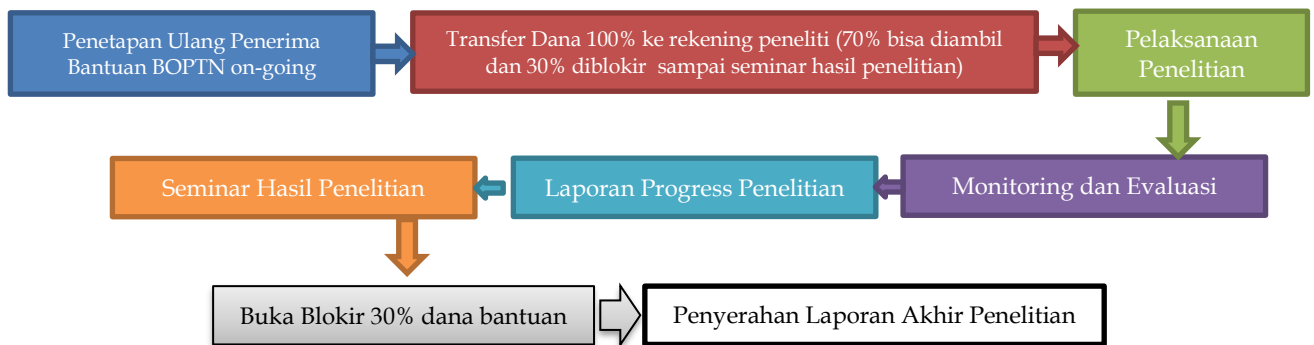 Penetapan Ulang Penerima
Bantuan BOPTN on-going
Transfer Dana 100% ke rekening peneliti (70% bisa diambil
dan 30% diblokir sampai seminar hasil penelitian)
Pelaksanaan
Penelitian
Monitoring dan Evaluasi
Laporan Progress Penelitian
Seminar Hasil Penelitian
Buka Blokir 30% dana bantuan
Penyerahan Laporan Akhir Penelitian